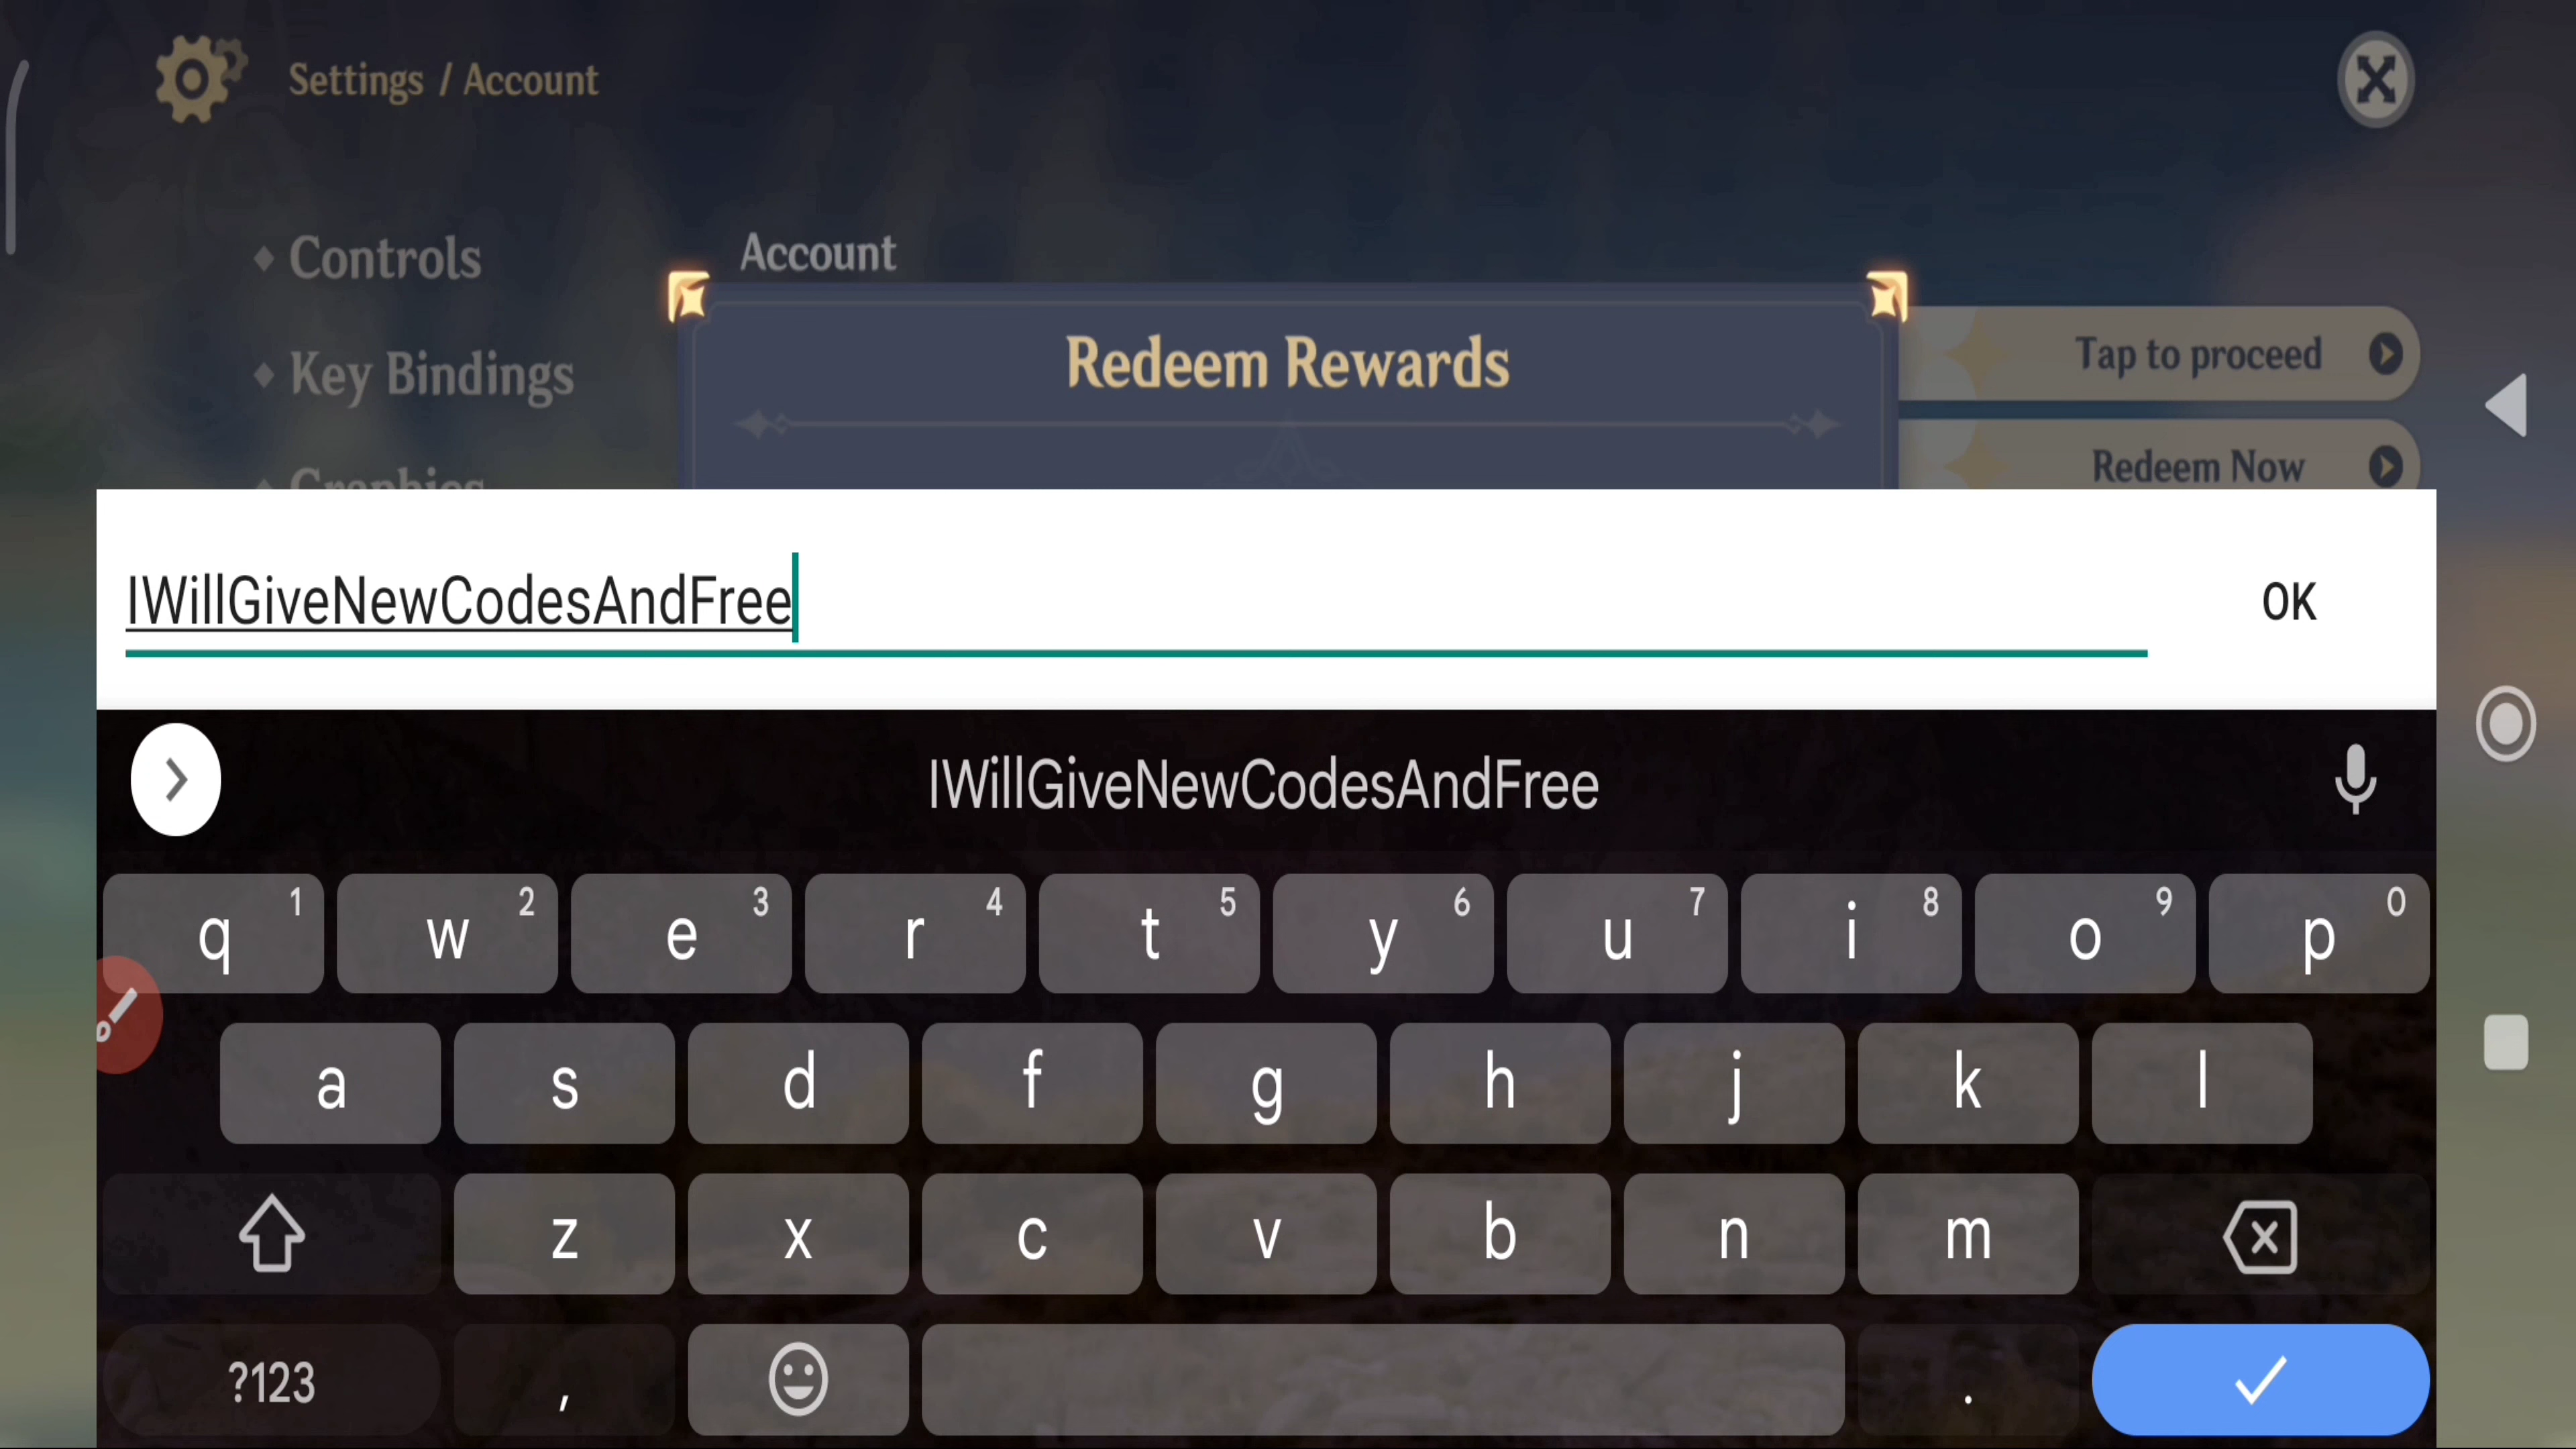 Settings / Account
Controls
Account
Key Bindings
Redeem Rewards
Tap to proceed
Graphics
Redeem Now
IWillGiveNewCodesAndFree
OK
IWillGiveNewCodesAndFree
q 1 w 2 e 3 r 4 t 5 y 6 u 7 i 8 o 9 p 0
a s d f g h j k l
z x c v b n m
?123 , .